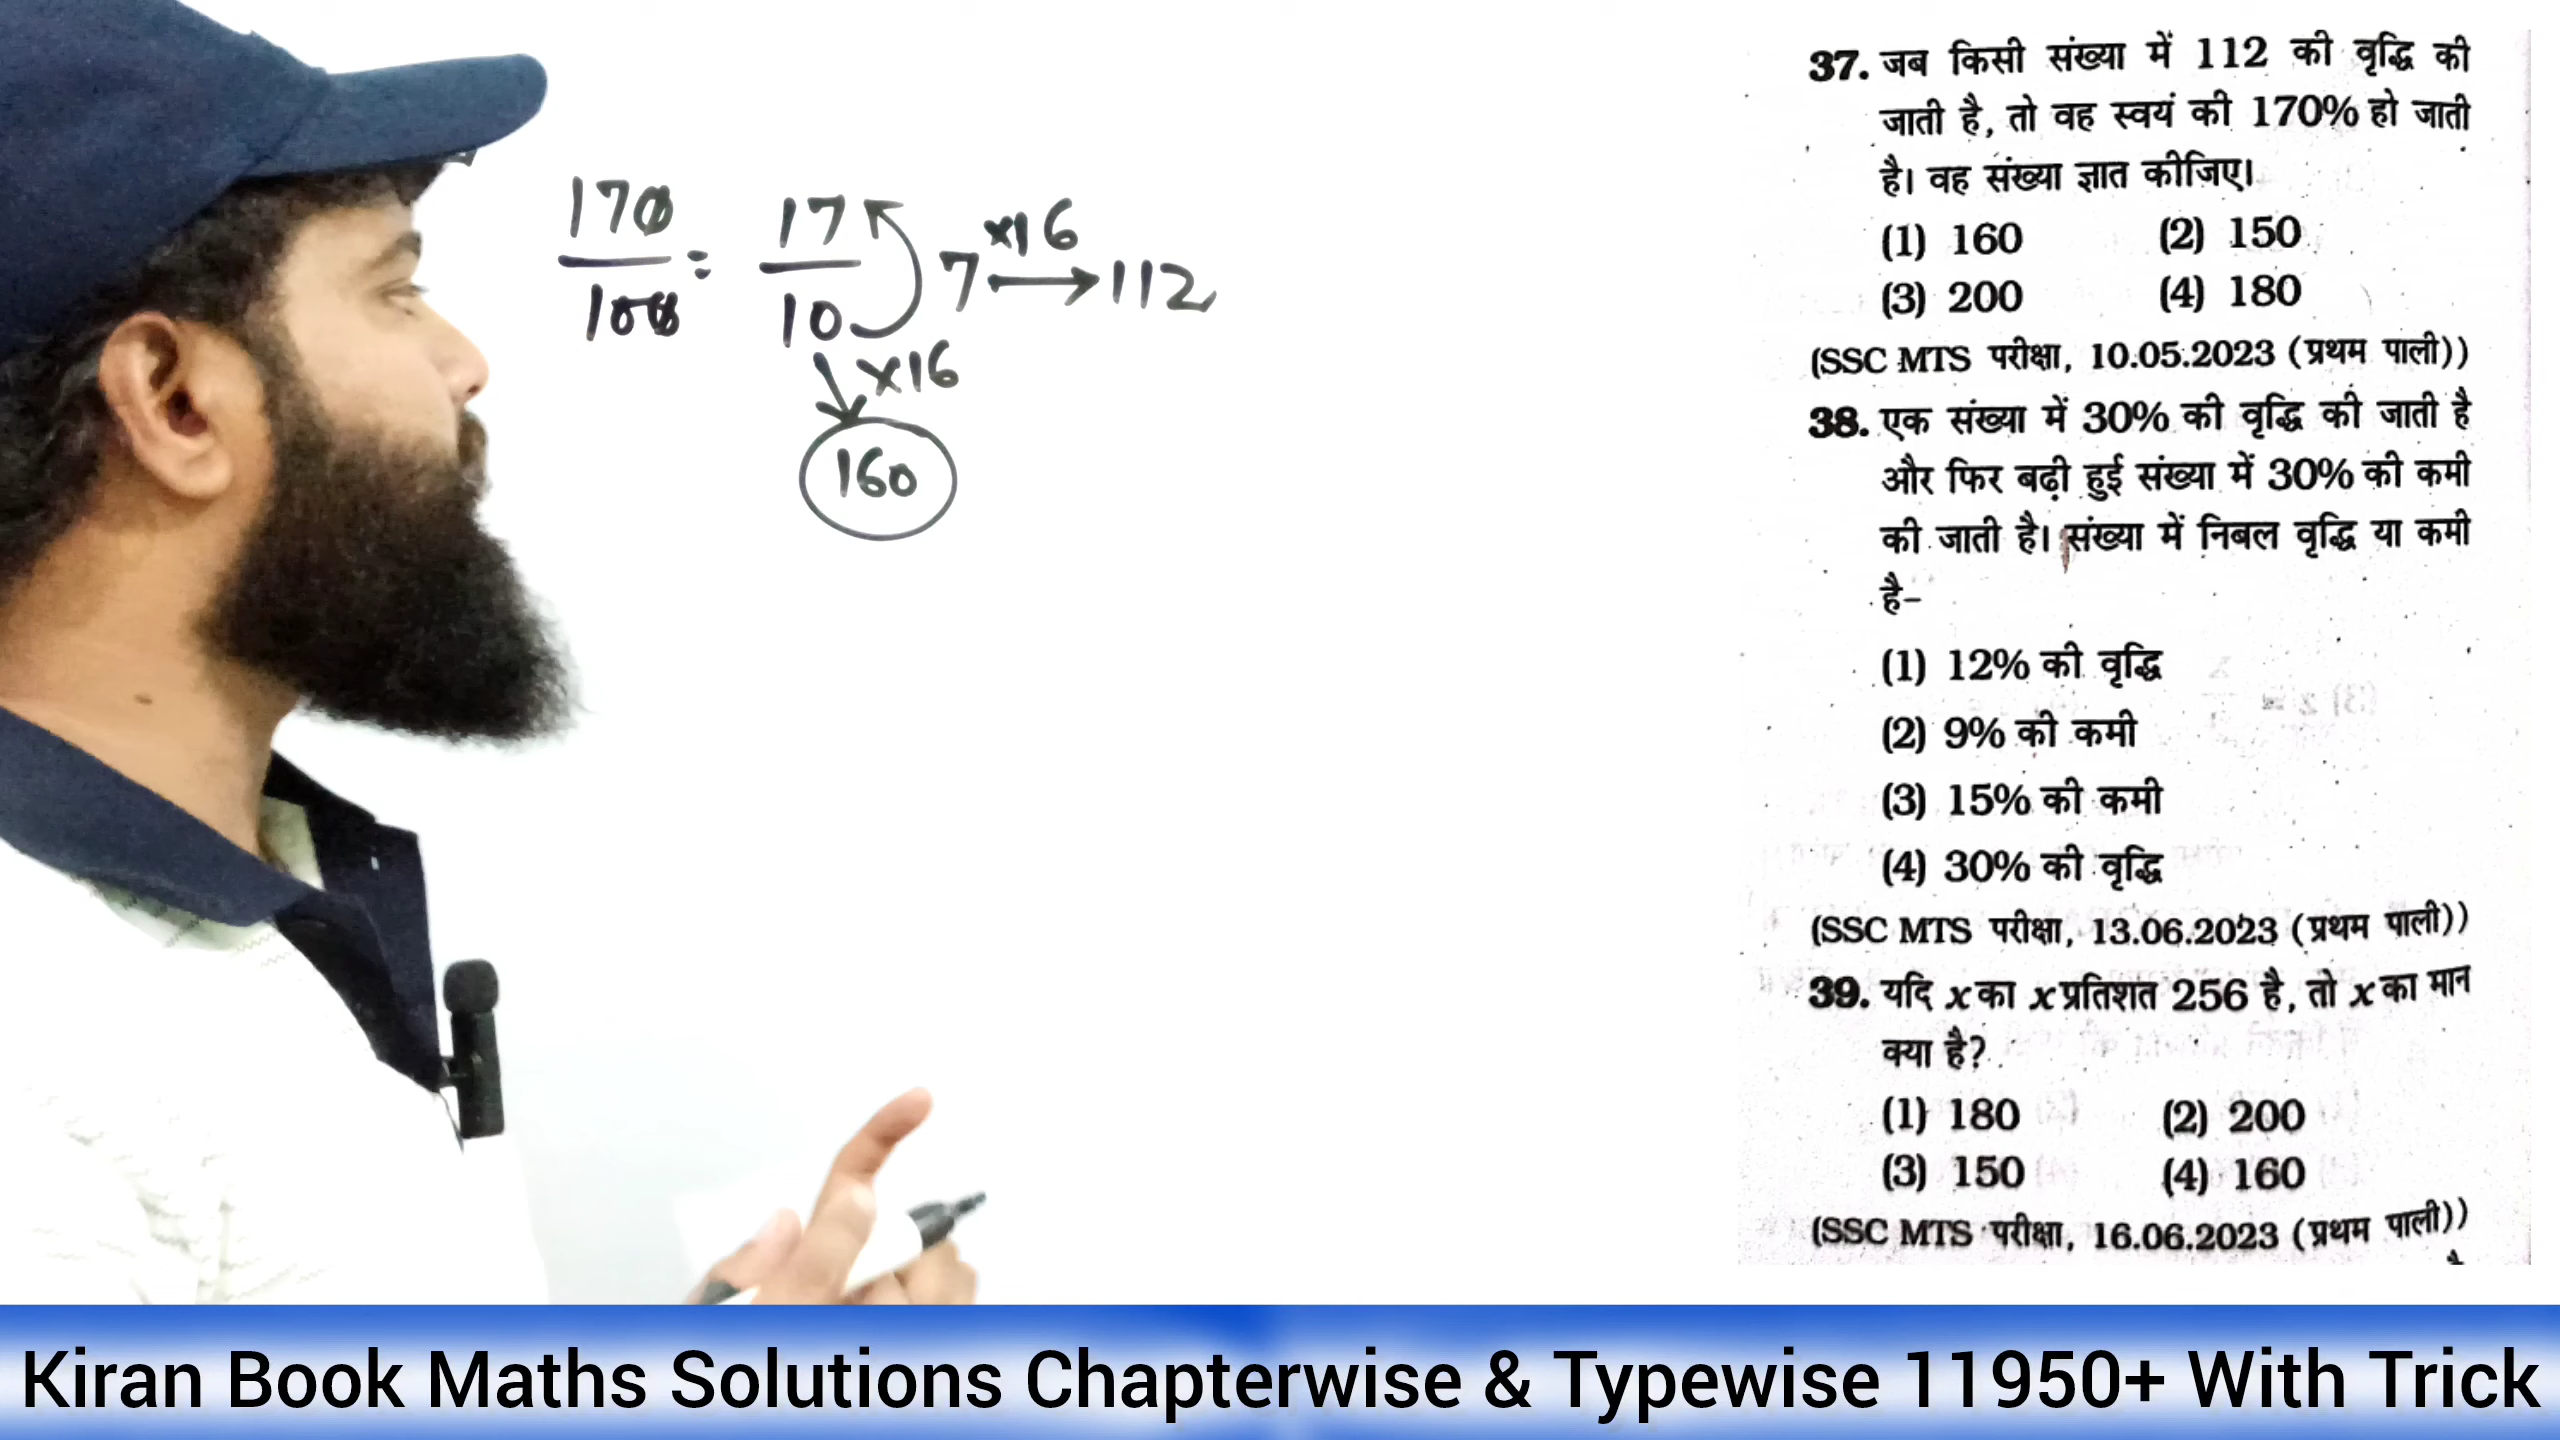 170/100 = 17/10 7 ×16 → 112
×16
160
37. जब किसी संख्या में 112 की वृद्धि की
जाती है, तो वह स्वयं की 170% हो जाती
है। वह संख्या ज्ञात कीजिए।
(1) 160 (2) 150
(3) 200 (4) 180
(SSC MTS परीक्षा, 10.05.2023 (प्रथम पाली))
38. एक संख्या में 30% की वृद्धि की जाती है
और फिर बढ़ी हुई संख्या में 30% की कमी
की जाती है। संख्या में निबल वृद्धि या कमी
है–
(1) 12% की वृद्धि
(2) 9% की कमी
(3) 15% की कमी
(4) 30% की वृद्धि
(SSC MTS परीक्षा, 13.06.2023 (प्रथम पाली))
39. यदि x का x प्रतिशत 256 है, तो x का मान
क्या है?
(1) 180 (2) 200
(3) 150 (4) 160
(SSC MTS परीक्षा, 16.06.2023 (प्रथम पाली))
Kiran Book Maths Solutions Chapterwise & Typewise 11950+ With Trick